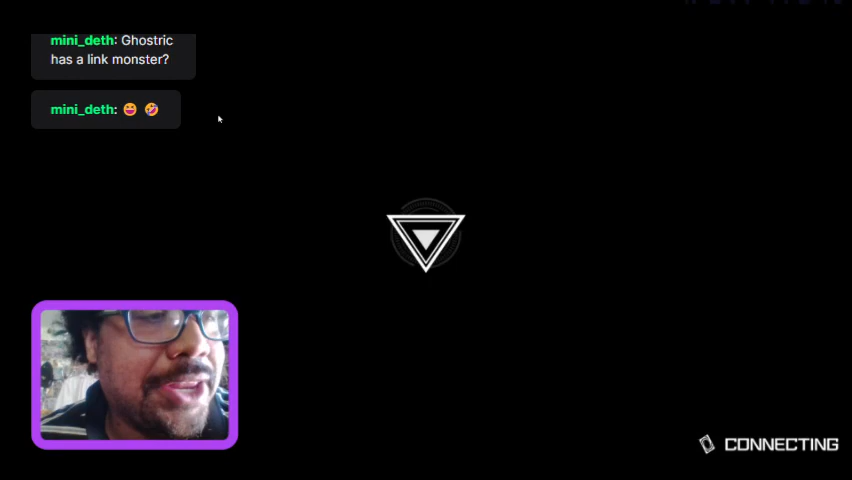 mini_deth: Ghostric
has a link monster?
mini_deth: 😄 🤣
CONNECTING